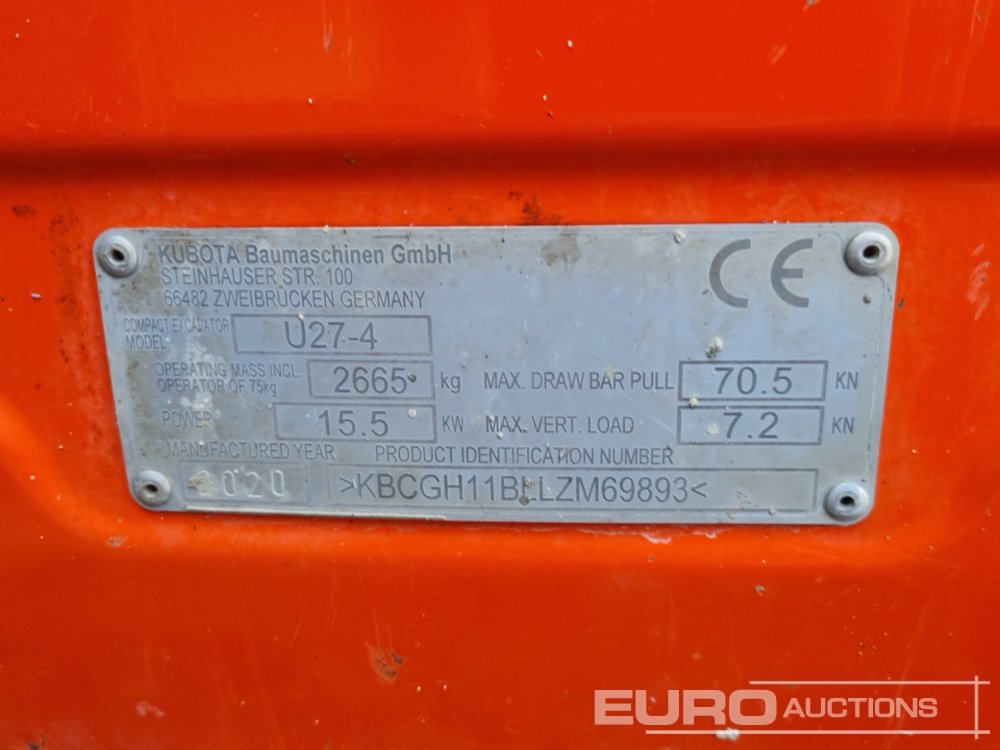 KUBOTA Baumaschinen GmbH
STEINHAUSER STR. 100
66482 ZWEIBRÜCKEN GERMANY
CE
COMPACT EXCAVATOR
MODEL
U27-4
OPERATING MASS INCL.
OPERATOR OF 75kg
2665 kg
MAX. DRAW BAR PULL 70.5 KN
POWER 15.5 KW
MAX. VERT. LOAD 7.2 KN
MANUFACTURED YEAR PRODUCT IDENTIFICATION NUMBER
2020 >KBCGH11BLLZM69893<
EURO AUCTIONS